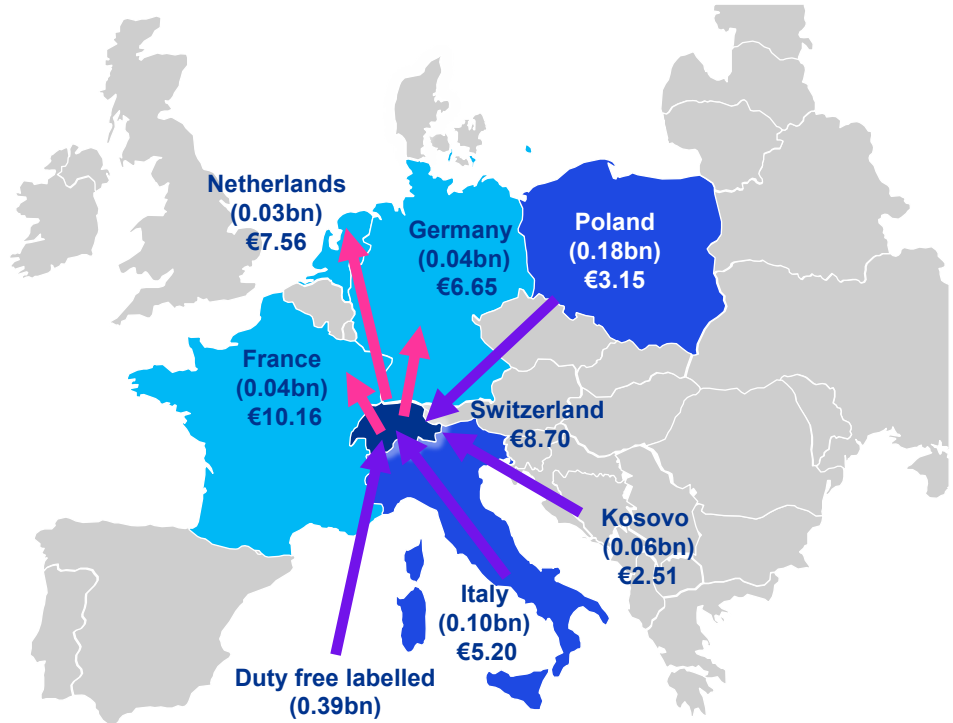 Netherlands
(0.03bn)
€7.56
Germany
(0.04bn)
€6.65
Poland
(0.18bn)
€3.15
France
(0.04bn)
€10.16
Switzerland
€8.70
Kosovo
(0.06bn)
€2.51
Italy
(0.10bn)
€5.20
Duty free labelled
(0.39bn)